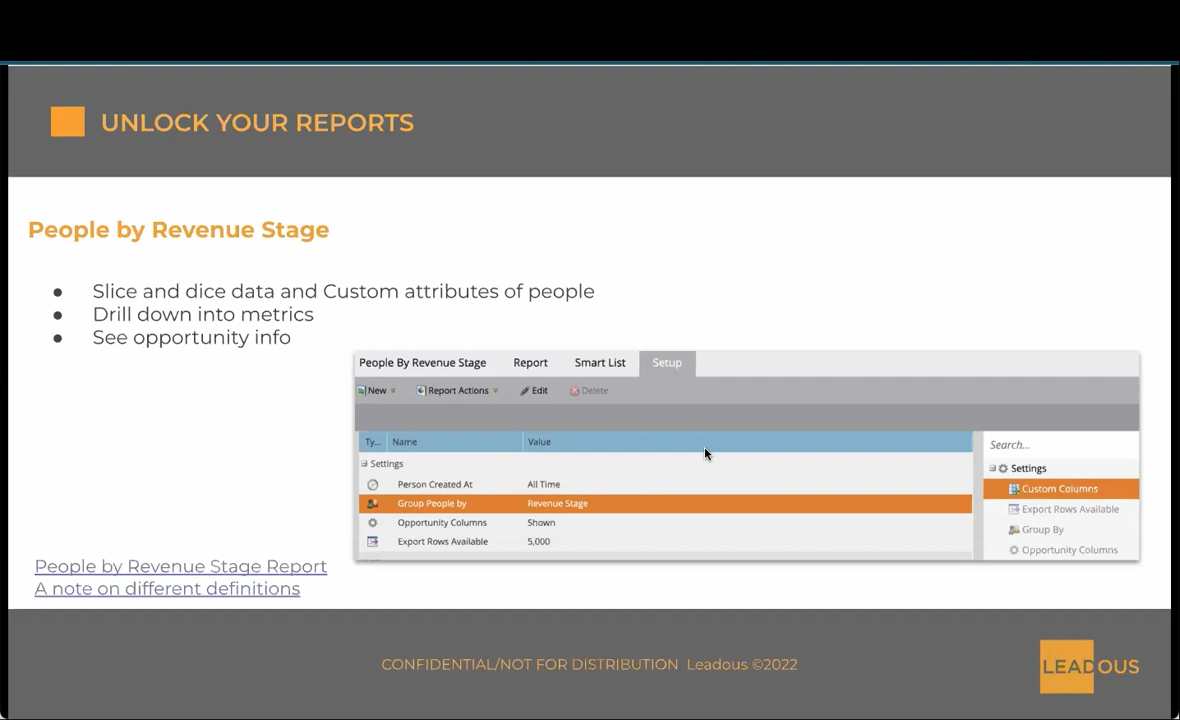 UNLOCK YOUR REPORTS
People by Revenue Stage
● Slice and dice data and Custom attributes of people
● Drill down into metrics
● See opportunity info
People By Revenue Stage Report Smart List Setup
New Report Actions Edit Delete
Ty... Name Value
Search...
Settings
Settings
Person Created At All Time
Custom Columns
Group People by Revenue Stage
Export Rows Available
Opportunity Columns Shown
Group By
Export Rows Available 5,000
Opportunity Columns
People by Revenue Stage Report
A note on different definitions
CONFIDENTIAL/NOT FOR DISTRIBUTION Leadous ©2022
LEADOUS